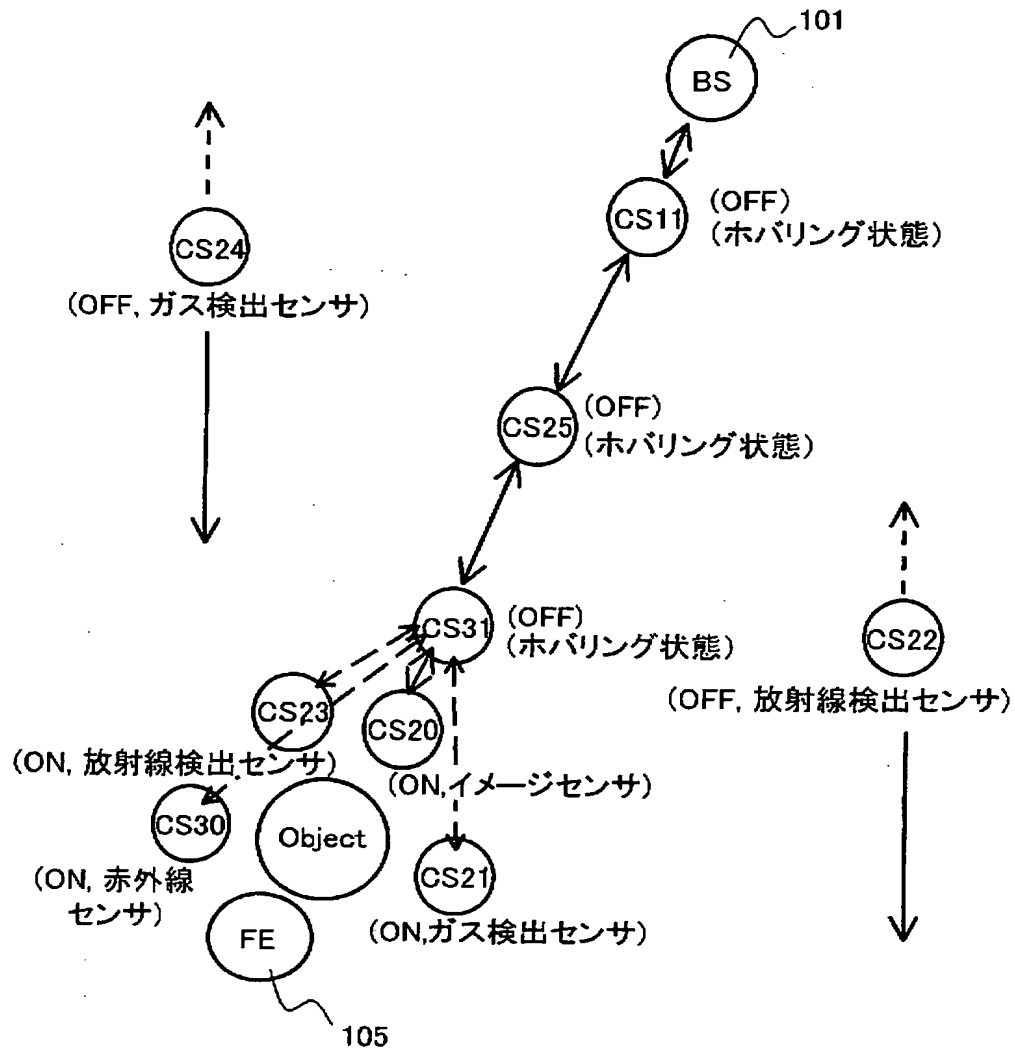 101
BS
CS11
(OFF)
(ホバリング状態)
CS24
(OFF, ガス検出センサ)
CS25
(OFF)
(ホバリング状態)
CS31
(OFF)
(ホバリング状態)
CS22
(OFF, 放射線検出センサ)
CS23
(ON, 放射線検出センサ)
CS20
(ON,イメージセンサ)
CS30
(ON, 赤外線
センサ)
Object
CS21
(ON,ガス検出センサ)
FE
105